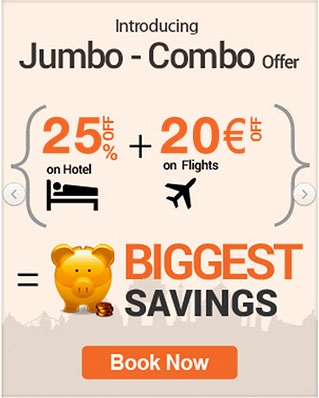 Introducing
Jumbo - Combo Offer
25% OFF + 20€ OFF
on Hotel on Flights
= BIGGEST
SAVINGS
Book Now